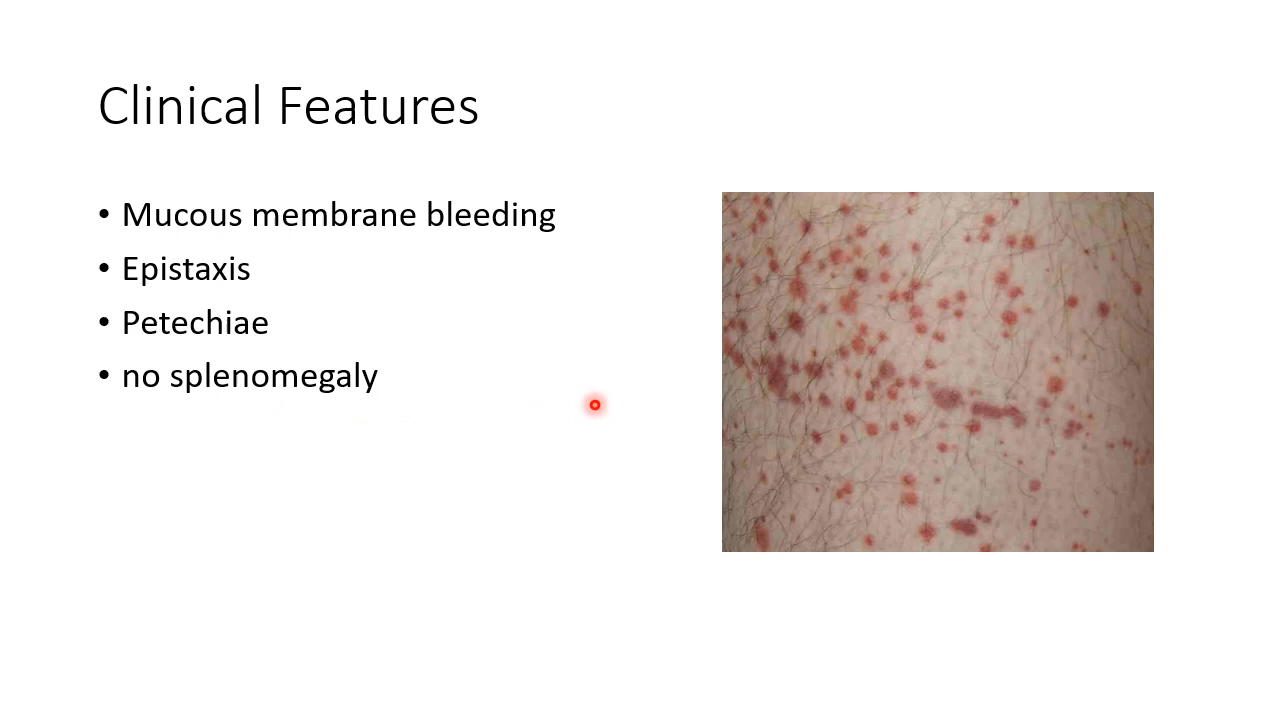 Clinical Features
• Mucous membrane bleeding
• Epistaxis
• Petechiae
• no splenomegaly